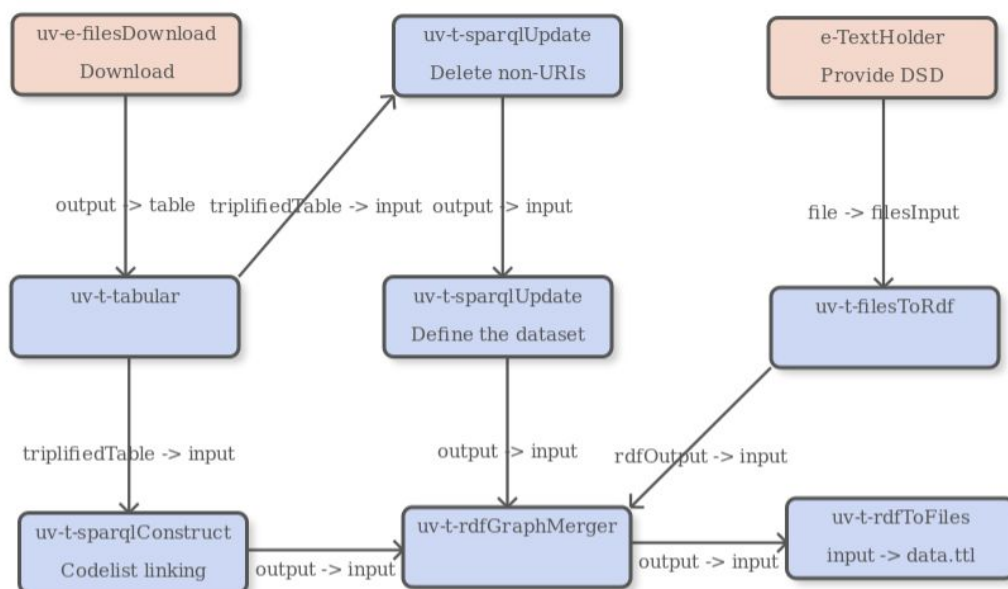 uv-e-filesDownload
Download
uv-t-sparqlUpdate
Delete non-URIs
e-TextHolder
Provide DSD
output -> table
triplifiedTable -> input
output -> input
file -> filesInput
uv-t-tabular
uv-t-sparqlUpdate
Define the dataset
uv-t-filesToRdf
triplifiedTable -> input
output -> input
rdfOutput -> input
uv-t-sparqlConstruct
Codelist linking
output -> input
uv-t-rdfGraphMerger
output -> input
uv-t-rdfToFiles
input -> data.ttl